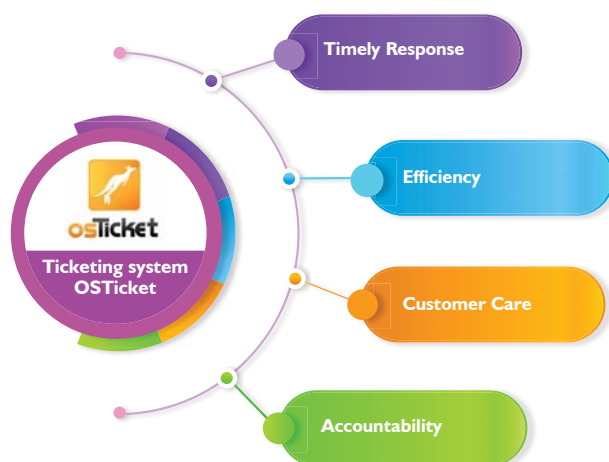 osTicket
Ticketing system
OSTicket
Timely Response
Efficiency
Customer Care
Accountability